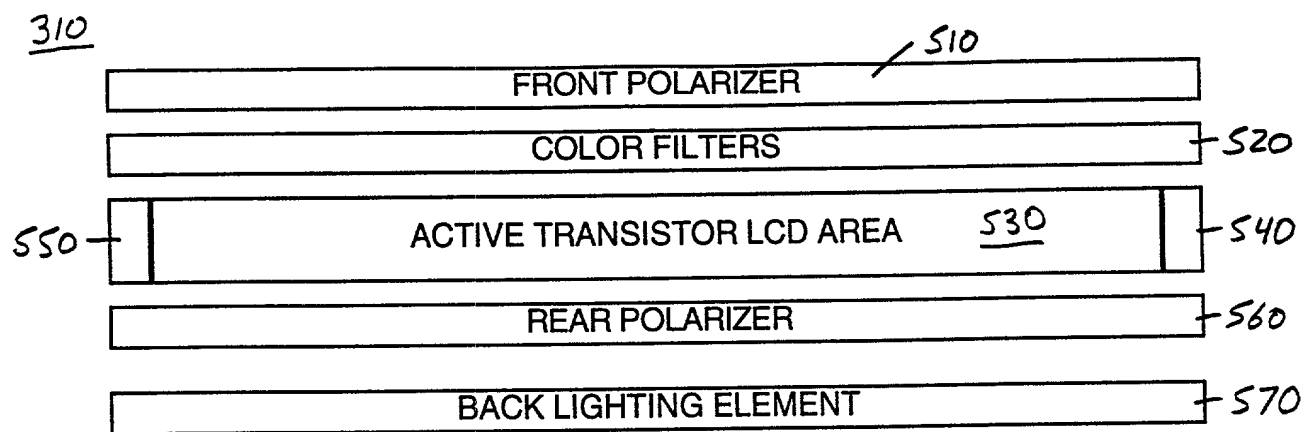 310
510
FRONT POLARIZER
COLOR FILTERS 520
550 ACTIVE TRANSISTOR LCD AREA 530 540
REAR POLARIZER 560
BACK LIGHTING ELEMENT 570